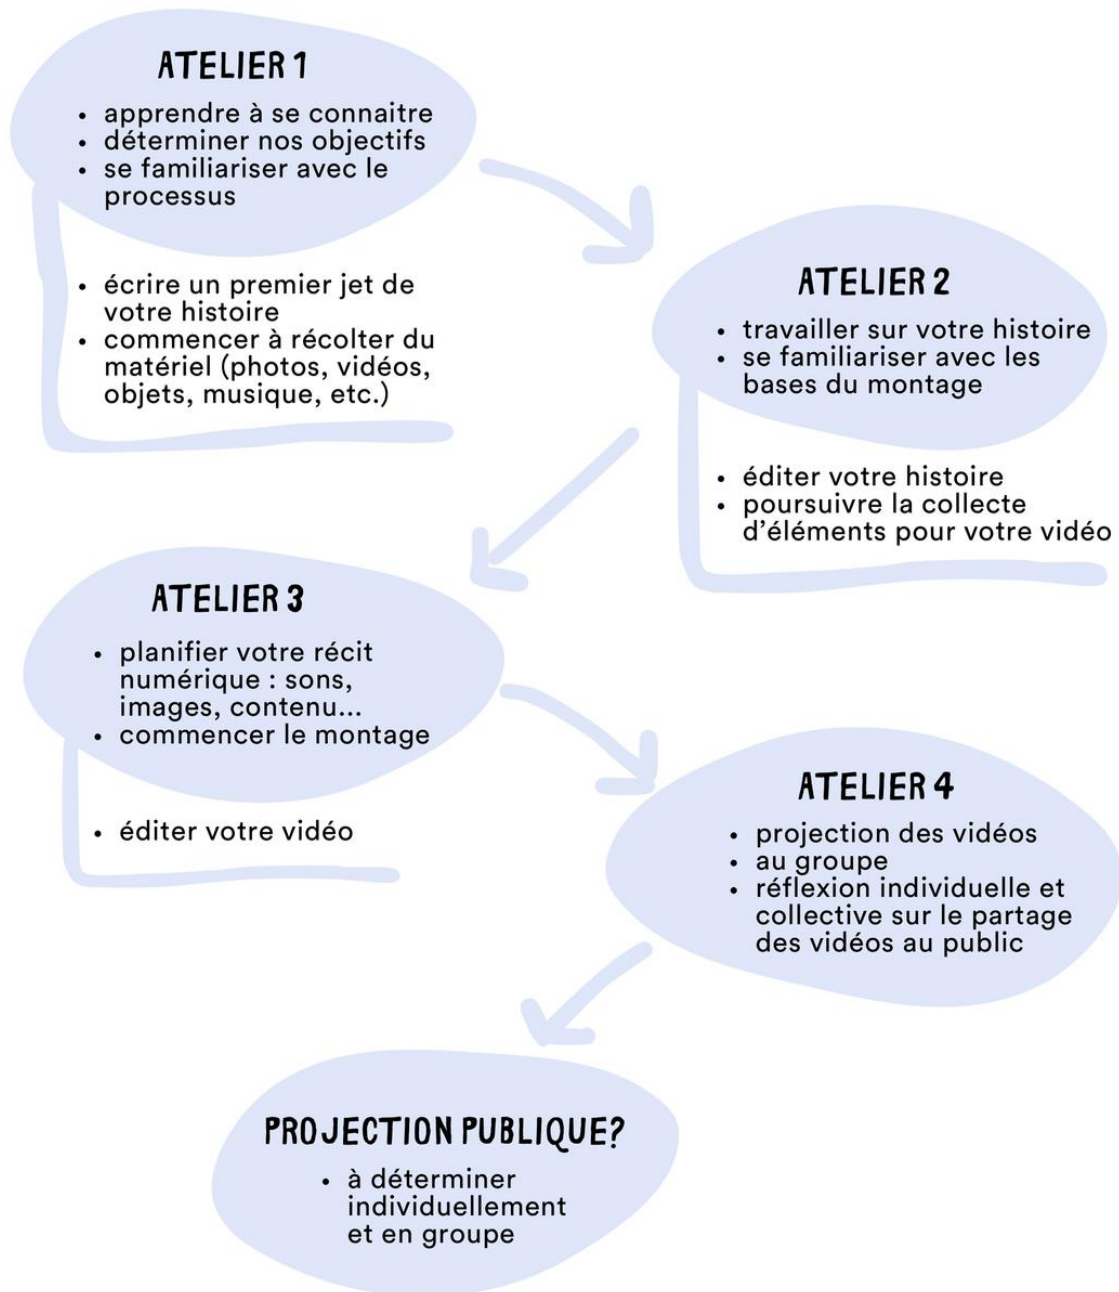 ATELIER 1
• apprendre à se connaitre
• déterminer nos objectifs
• se familiariser avec le
processus
• écrire un premier jet de
votre histoire
• commencer à récolter du
matériel (photos, vidéos,
objets, musique, etc.)
ATELIER 2
• travailler sur votre histoire
• se familiariser avec les
bases du montage
• éditer votre histoire
• poursuivre la collecte
d'éléments pour votre vidéo
ATELIER 3
• planifier votre récit
numérique : sons,
images, contenu...
• commencer le montage
• éditer votre vidéo
ATELIER 4
• projection des vidéos
• au groupe
• réflexion individuelle et
collective sur le partage
des vidéos au public
PROJECTION PUBLIQUE?
• à déterminer
individuellement
et en groupe